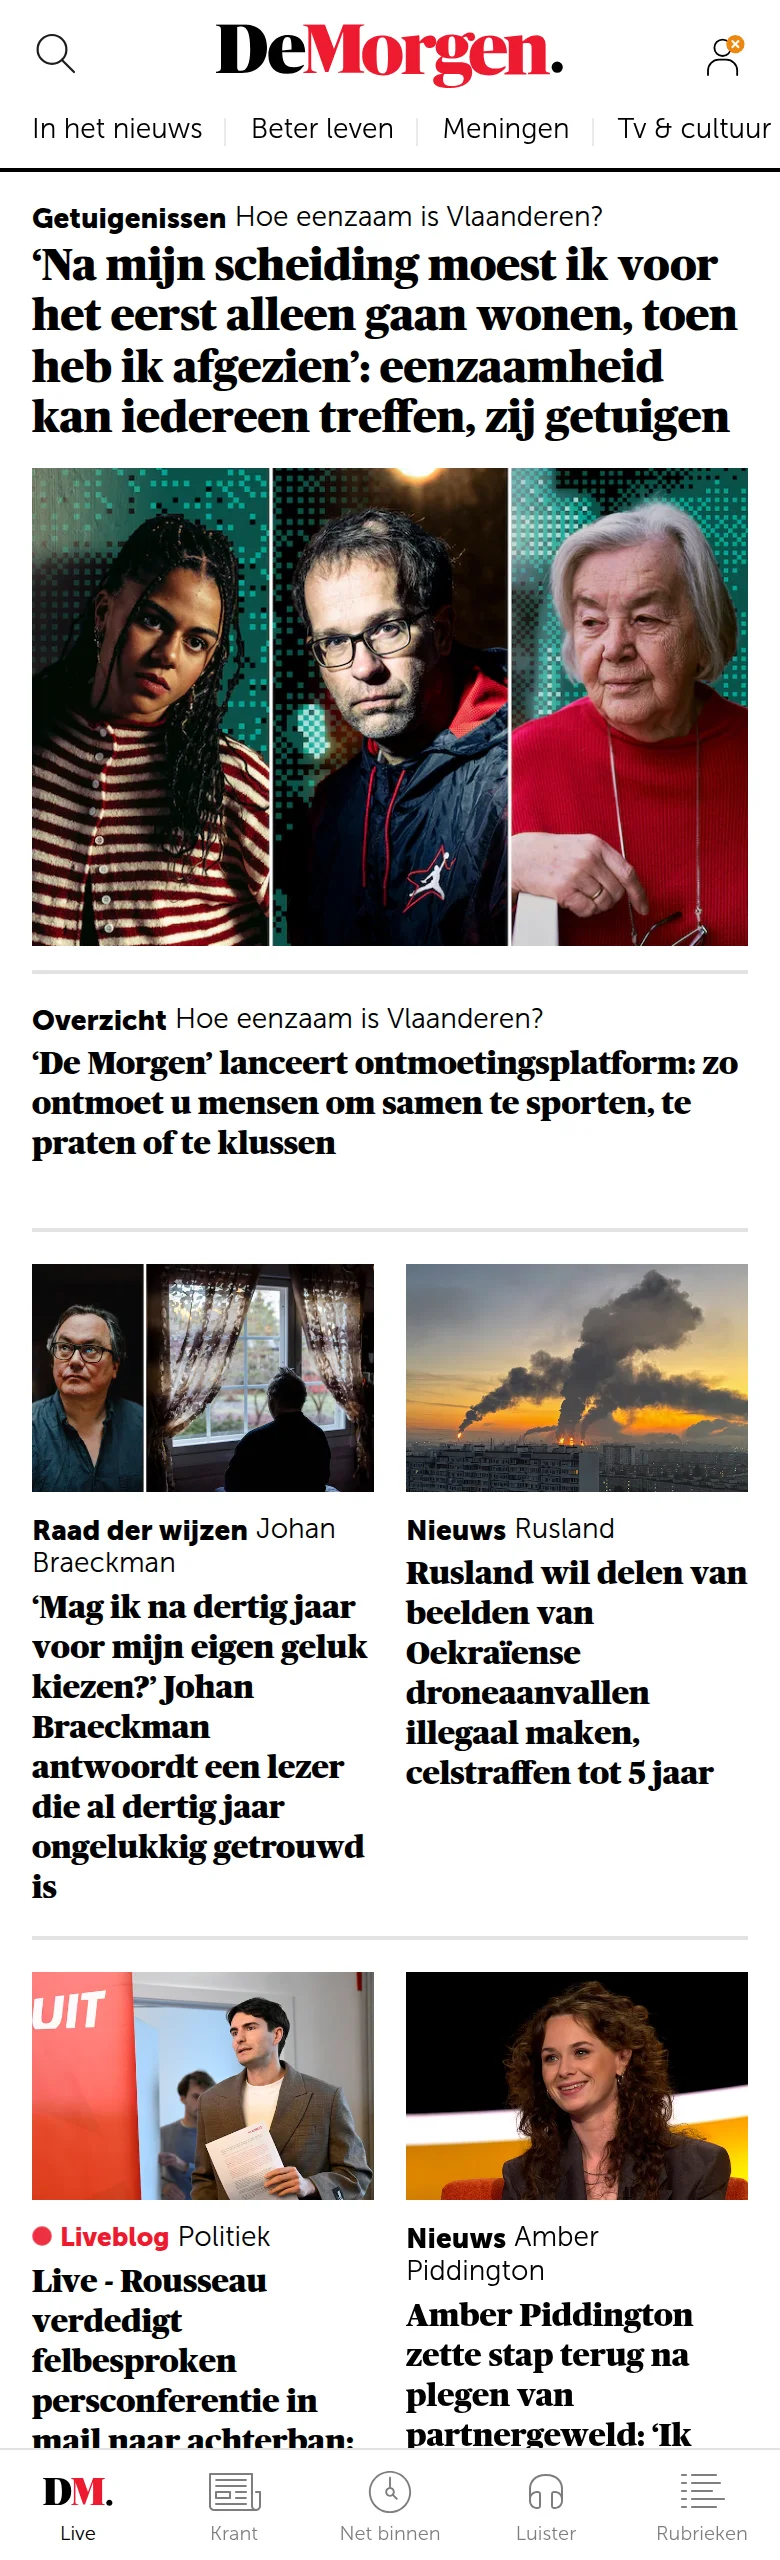 DeMorgen.
In het nieuws
Beter leven
Meningen
Tv & cultuur
Getuigenissen Hoe eenzaam is Vlaanderen?
‘Na mijn scheiding moest ik voor
het eerst alleen gaan wonen, toen
heb ik afgezien’: eenzaamheid
kan iedereen treffen, zij getuigen
Overzicht Hoe eenzaam is Vlaanderen?
‘De Morgen’ lanceert ontmoetingsplatform: zo
ontmoet u mensen om samen te sporten, te
praten of te klussen
Raad der wijzen Johan
Braeckman
‘Mag ik na dertig jaar
voor mijn eigen geluk
kiezen?’ Johan
Braeckman
antwoordt een lezer
die al dertig jaar
ongelukkig getrouwd
is
Nieuws Rusland
Rusland wil delen van
beelden van
Oekraïense
droneaanvallen
illegaal maken,
celstraffen tot 5 jaar
UIT
Liveblog Politiek
Live - Rousseau
verdedigt
felbesproken
persconferentie in
mail naar achterban:
Nieuws Amber
Piddington
Amber Piddington
zette stap terug na
plegen van
partnergeweld: ‘Ik
DM.
Live
Krant
Net binnen
Luister
Rubrieken